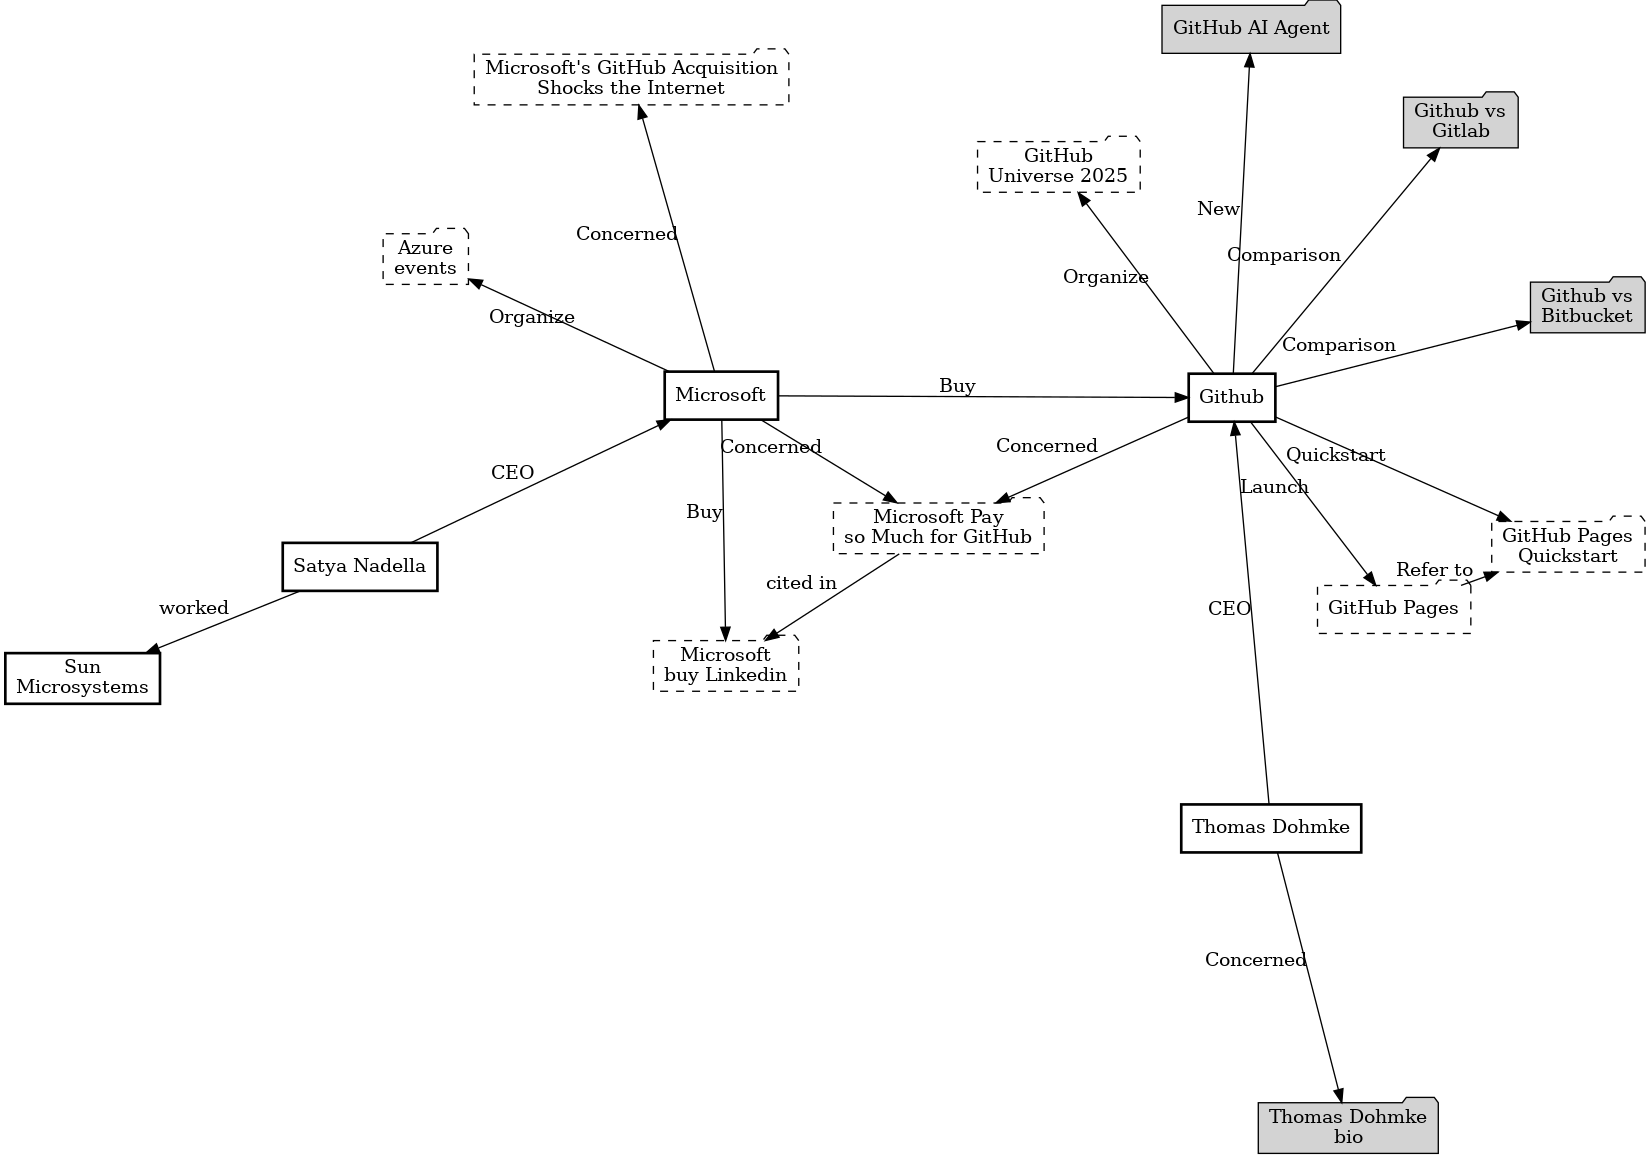 GitHub AI Agent
Microsoft's GitHub Acquisition
Shocks the Internet
Github vs
Gitlab
GitHub
Universe 2025
New
Concerned
Azure
events
Comparison
Organize
Github vs
Bitbucket
Organize
Comparison
Microsoft
Buy
Github
Concerned
Concerned
Quickstart
CEO
Launch
Buy
Microsoft Pay
so Much for GitHub
GitHub Pages
Quickstart
Satya Nadella
cited in
Refer to
worked
CEO
GitHub Pages
Sun
Microsystems
Microsoft
buy Linkedin
Thomas Dohmke
Concerned
Thomas Dohmke
bio